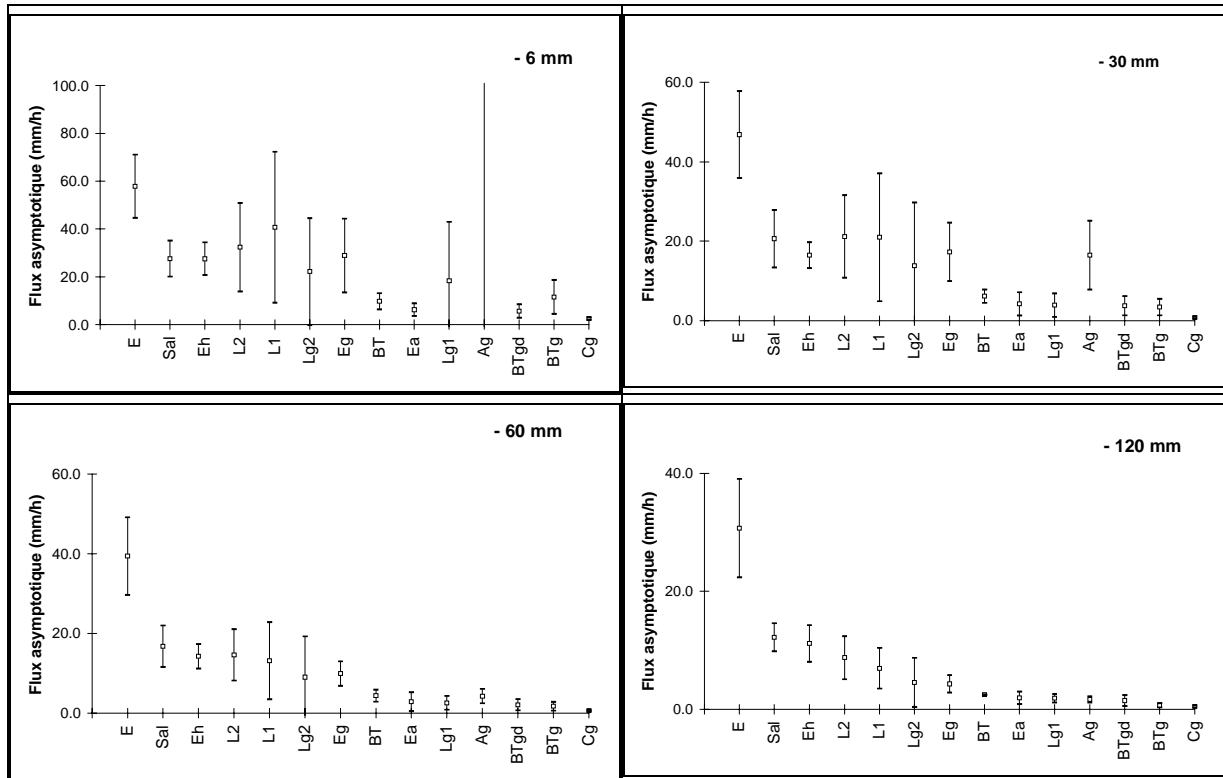 - 6 mm
Flux asymptotique (mm/h)
100.0
80.0
60.0
40.0
20.0
0.0
E Sal Eh L2 L1 Lg2 Eg BT Ea Lg1 Ag BTgd BTg Cg
- 30 mm
Flux asymptotique (mm/h)
60.0
40.0
20.0
0.0
E Sal Eh L2 L1 Lg2 Eg BT Ea Lg1 Ag BTgd BTg Cg
- 60 mm
Flux asymptotique (mm/h)
60.0
40.0
20.0
0.0
E Sal Eh L2 L1 Lg2 Eg BT Ea Lg1 Ag BTgd BTg Cg
- 120 mm
Flux asymptotique (mm/h)
40.0
20.0
0.0
E Sal Eh L2 L1 Lg2 Eg BT Ea Lg1 Ag BTgd BTg Cg